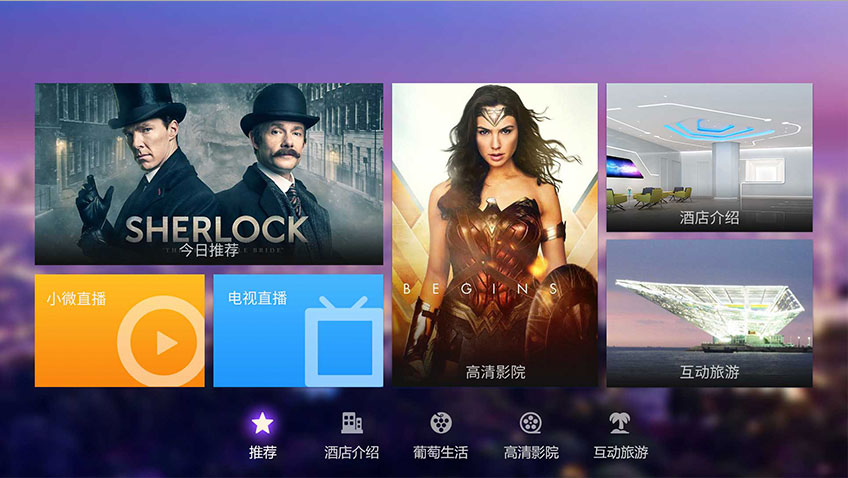 SHERLOCK
今日推荐
小微直播
电视直播
BEGINS
高清影院
酒店介绍
互动旅游
推荐
酒店介绍
葡萄生活
高清影院
互动旅游